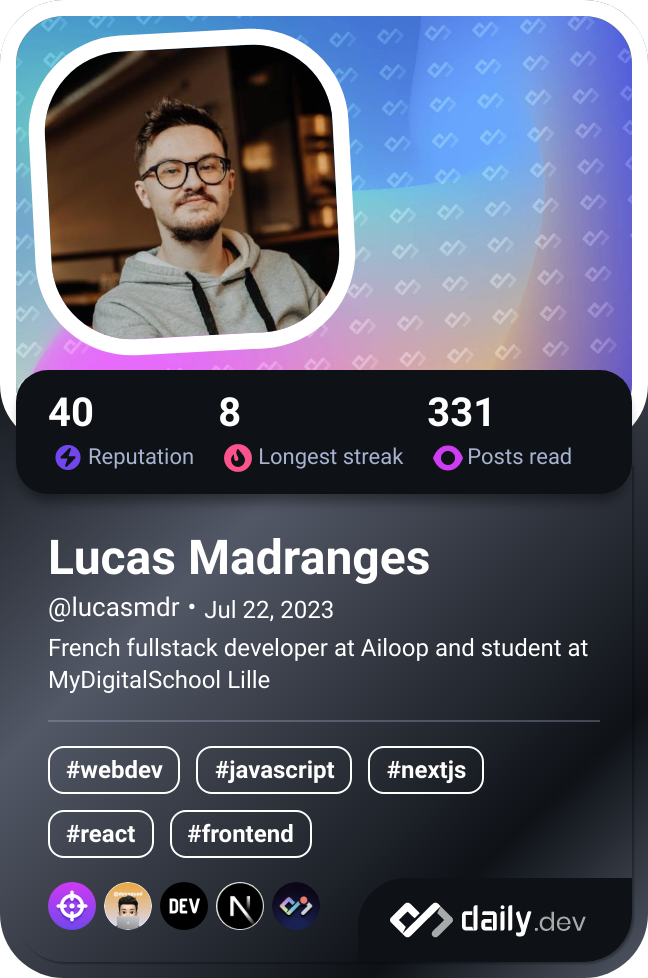 40 8 331
Reputation Longest streak Posts read
Lucas Madranges
@lucasmdr • Jul 22, 2023
French fullstack developer at Ailoop and student at
MyDigitalSchool Lille
#webdev #javascript #nextjs
#react #frontend
DEV N daily.dev